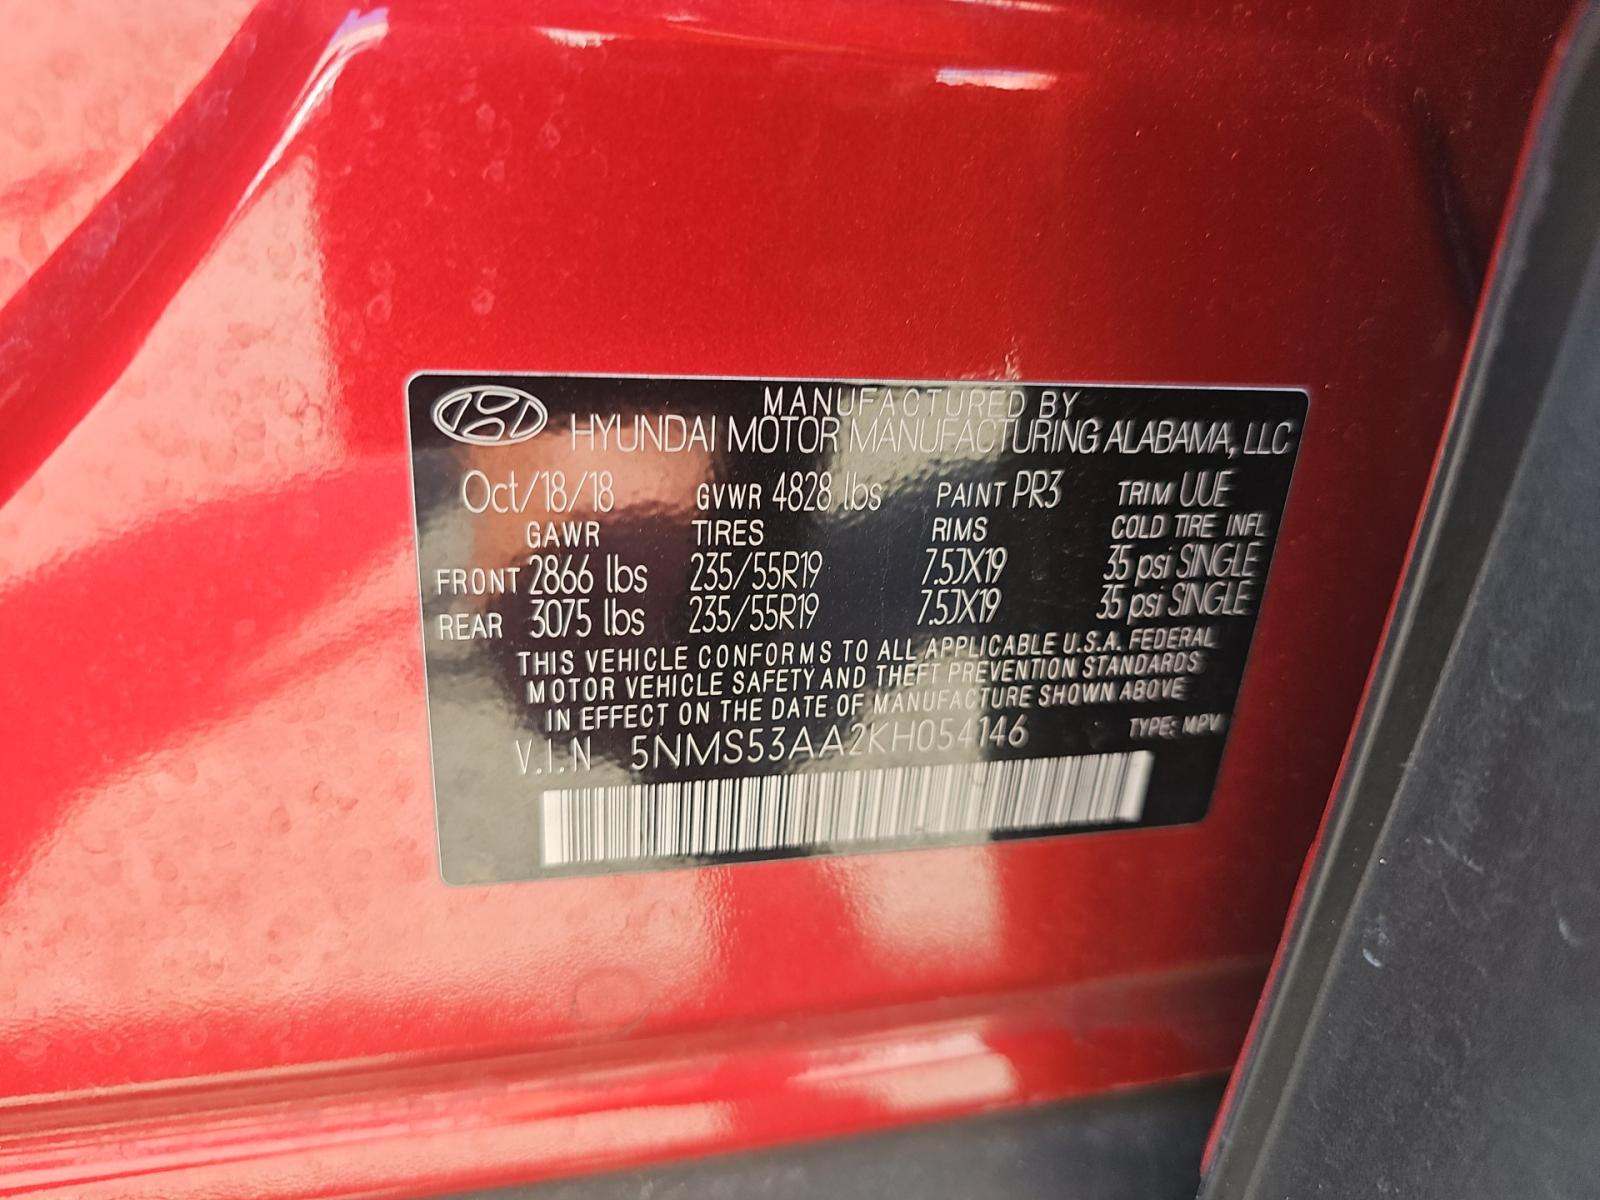 MANUFACTURED BY
HYUNDAI MOTOR MANUFACTURING ALABAMA, LLC
Oct/18/18 GVWR 4828 lbs PAINT PR3 TRIM UUE
GAWR TIRES RIMS COLD TIRE INFL
FRONT 2866 lbs 235/55R19 7.5JX19 35 psi SINGLE
REAR 3075 lbs 235/55R19 7.5JX19 35 psi SINGLE
THIS VEHICLE CONFORMS TO ALL APPLICABLE U.S.A. FEDERAL
MOTOR VEHICLE SAFETY AND THEFT PREVENTION STANDARDS
IN EFFECT ON THE DATE OF MANUFACTURE SHOWN ABOVE
V.I.N 5NMS53AA2KH054146 TYPE: MPV